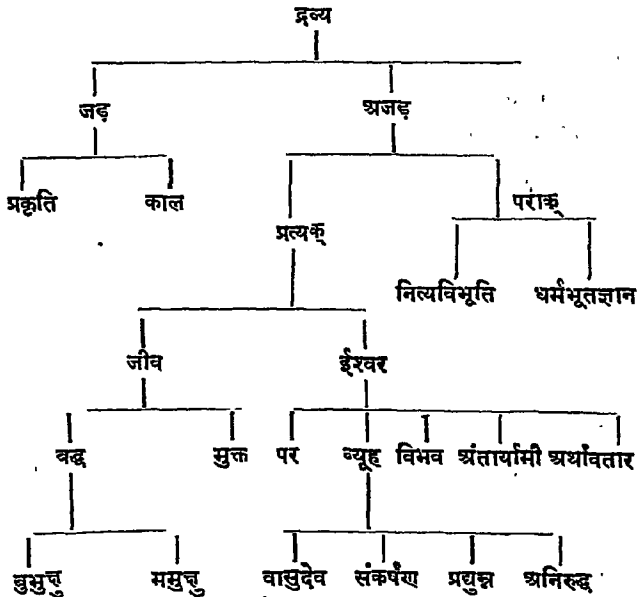 द्रव्य
जड़ अजड़
प्रकृति काल प्रत्यक् पराक्
नित्यविभूति धर्मभूतज्ञान
जीव ईश्वर
बद्ध मुक्त पर व्यूह विभव अंतार्यामी अर्थावतार
बुभुक्षु ममुक्षु वासुदेव संकर्षण प्रद्युम्न अनिरुद्ध